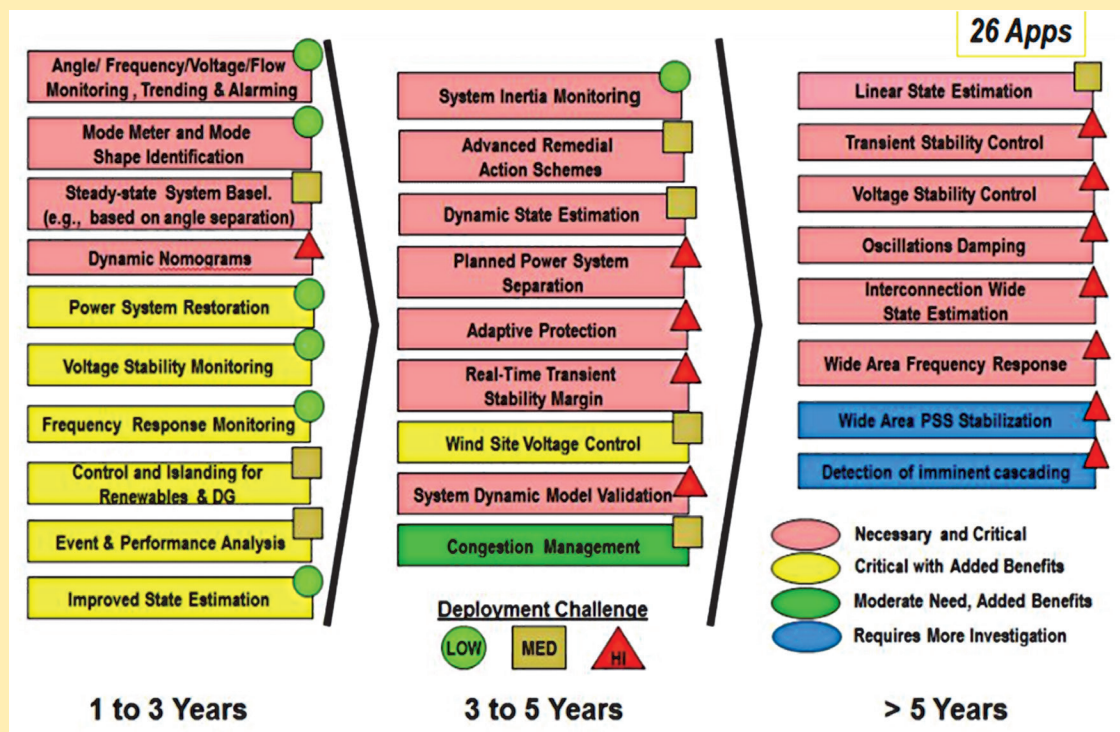 26 Apps
Angle/ Frequency/Voltage/Flow
Monitoring , Trending & Alarming
Mode Meter and Mode
Shape Identification
Steady-state System Basel.
(e.g., based on angle separation)
Dynamic Nomograms
Power System Restoration
Voltage Stability Monitoring
Frequency Response Monitoring
Control and Islanding for
Renewables & DG
Event & Performance Analysis
Improved State Estimation
1 to 3 Years
System Inertia Monitoring
Advanced Remedial
Action Schemes
Dynamic State Estimation
Planned Power System
Separation
Adaptive Protection
Real-Time Transient
Stability Margin
Wind Site Voltage Control
System Dynamic Model Validation
Congestion Management
Deployment Challenge
LOW
MED
HI
3 to 5 Years
Linear State Estimation
Transient Stability Control
Voltage Stability Control
Oscillations Damping
Interconnection Wide
State Estimation
Wide Area Frequency Response
Wide Area PSS Stabilization
Detection of imminent cascading
Necessary and Critical
Critical with Added Benefits
Moderate Need, Added Benefits
Requires More Investigation
> 5 Years